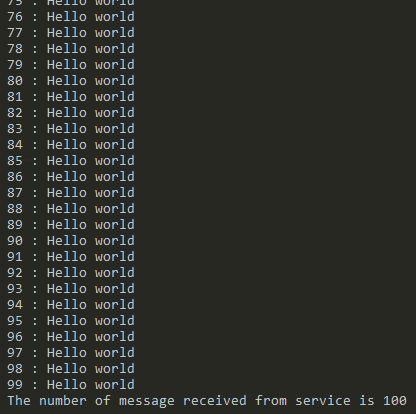 75 : Hello world
76 : Hello world
77 : Hello world
78 : Hello world
79 : Hello world
80 : Hello world
81 : Hello world
82 : Hello world
83 : Hello world
84 : Hello world
85 : Hello world
86 : Hello world
87 : Hello world
88 : Hello world
89 : Hello world
90 : Hello world
91 : Hello world
92 : Hello world
93 : Hello world
94 : Hello world
95 : Hello world
96 : Hello world
97 : Hello world
98 : Hello world
99 : Hello world
The number of message received from service is 100